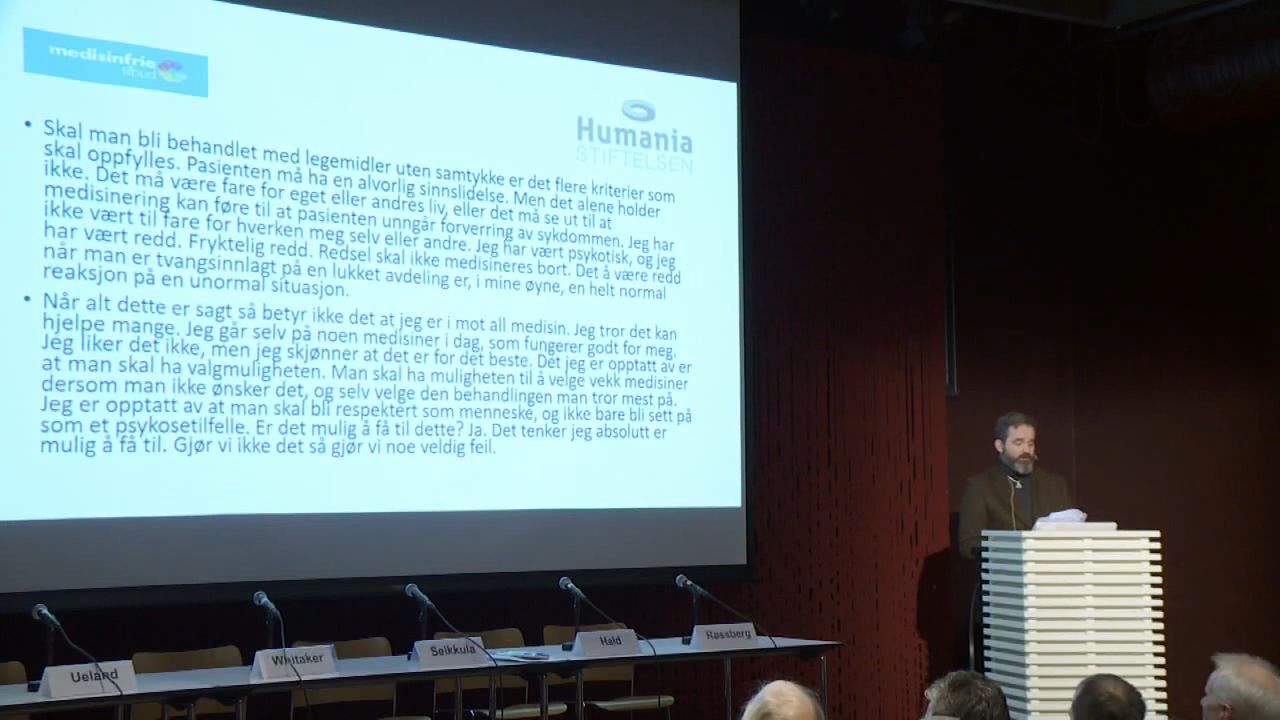 medisinfrie
tilbud
Humania
STIFTELSEN
• Skal man bli behandlet med legemidler uten samtykke er det flere kriterier som
skal oppfylles. Pasienten må ha en alvorlig sinnslidelse. Men det alene holder
ikke. Det må være fare for eget eller andres liv, eller det må se ut til at
medisinering kan føre til at pasienten unngår forverring av sykdommen. Jeg har
ikke vært til fare for hverken meg selv eller andre. Jeg har vært psykotisk, og jeg
har vært redd. Fryktelig redd. Redsel skal ikke medisineres bort. Det å være redd
når man er tvangsinnlagt på en lukket avdeling er, i mine øyne, en helt normal
reaksjon på en unormal situasjon.
• Når alt dette er sagt så betyr ikke det at jeg er i mot all medisin. Jeg tror det kan
hjelpe mange. Jeg går selv på noen medisiner i dag, som fungerer godt for meg.
Jeg liker det ikke, men jeg skjønner at det er for det beste. Det jeg er opptatt av er
at man skal ha valgmuligheten. Man skal ha muligheten til å velge vekk medisiner
dersom man ikke ønsker det, og selv velge den behandlingen man tror mest på.
Jeg er opptatt av at man skal bli respektert som menneske, og ikke bare bli sett på
som et psykosetilfelle. Er det mulig å få til dette? Ja. Det tenker jeg absolutt er
mulig å få til. Gjør vi ikke det så gjør vi noe veldig feil.
Ueland
Whitaker
Seikkula
Hald
Røssberg